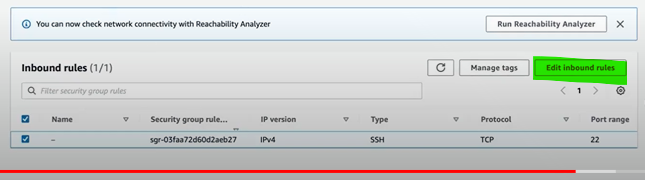 You can now check network connectivity with Reachability Analyzer
Run Reachability Analyzer
Inbound rules (1/1)
Manage tags
Edit inbound rules
Filter security group rules
1
Name
Security group rule...
IP version
Type
Protocol
Port range
–
sgr-03faa72d60d2aeb27
IPv4
SSH
TCP
22